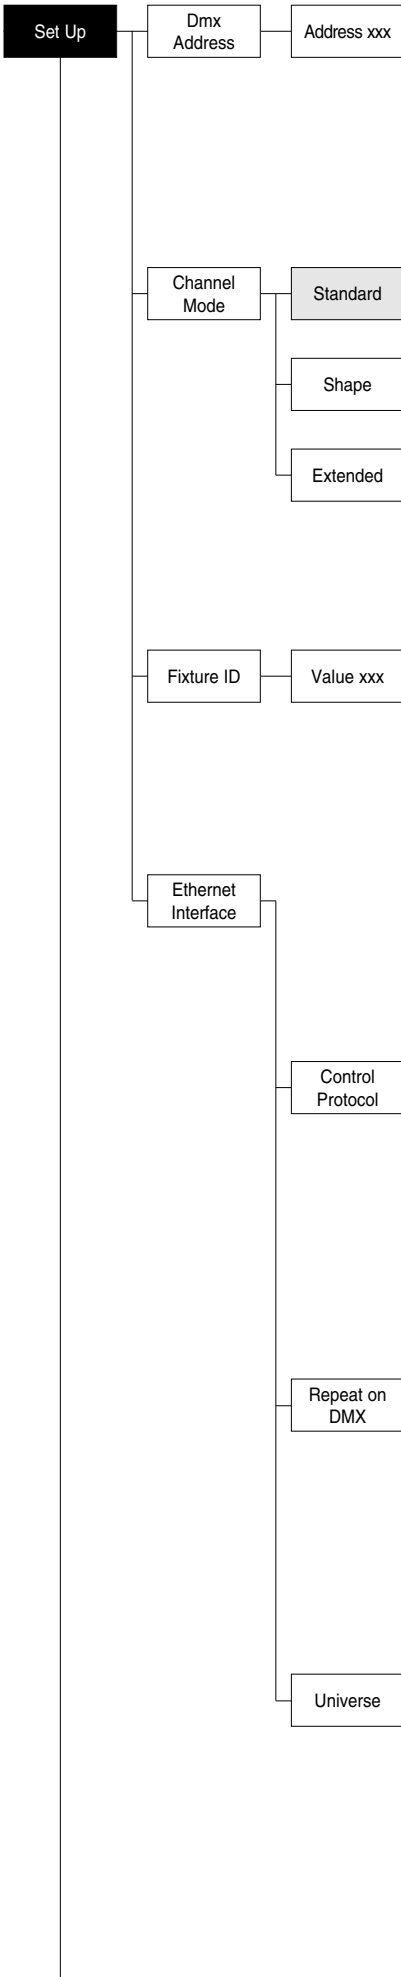 Set Up
Dmx
Address
Address xxx
Channel
Mode
Standard
Shape
Extended
Fixture ID
Value xxx
Ethernet
Interface
Control
Protocol
Repeat on
DMX
Universe